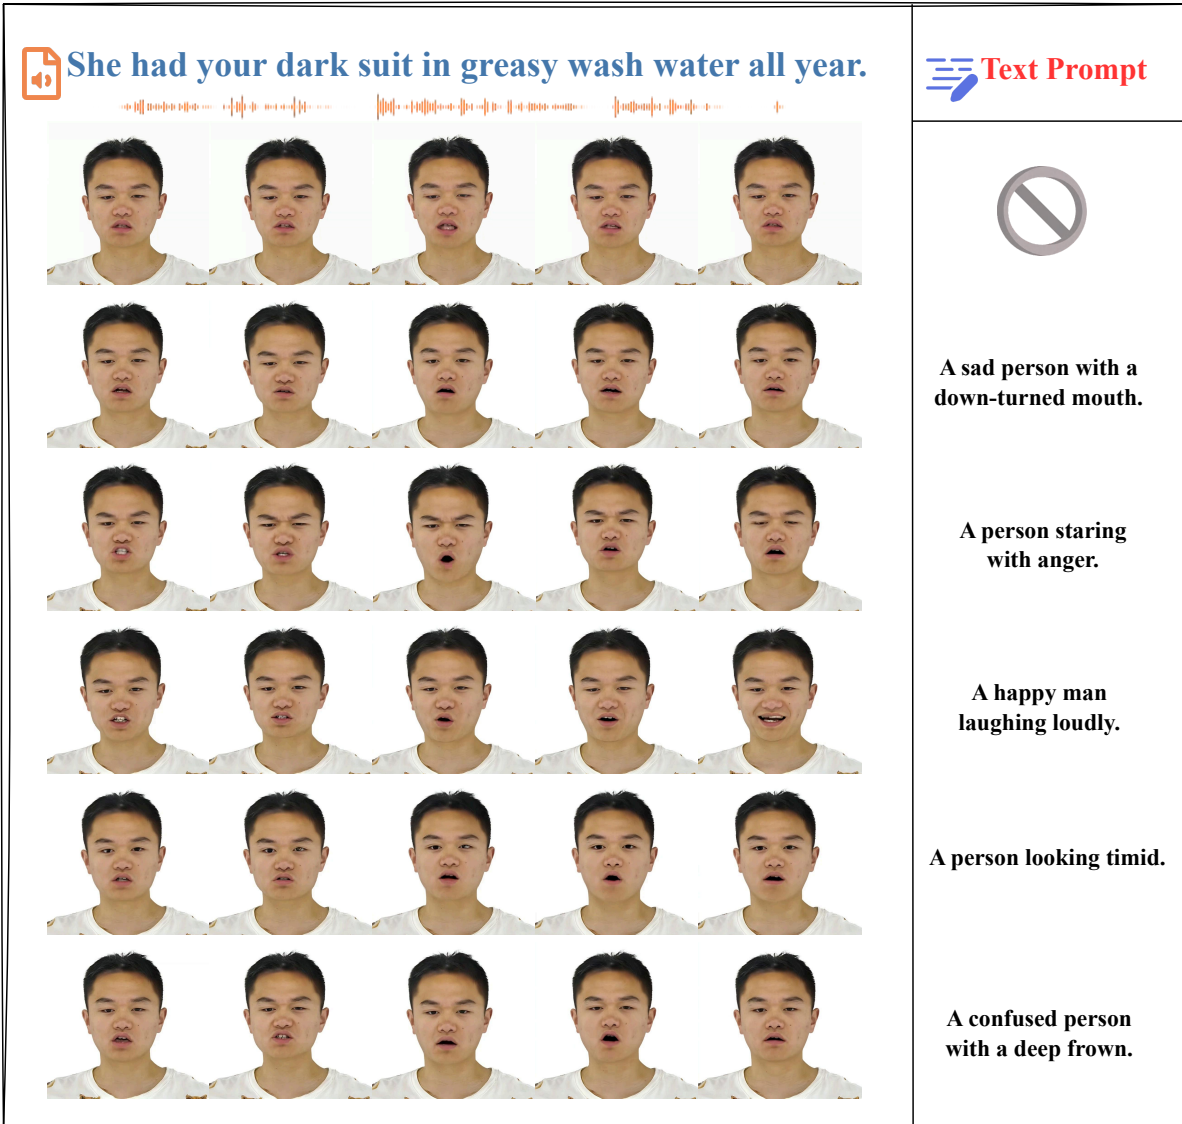 She had your dark suit in greasy wash water all year.
Text Prompt
A sad person with a
down-turned mouth.
A person staring
with anger.
A happy man
laughing loudly.
A person looking timid.
A confused person
with a deep frown.